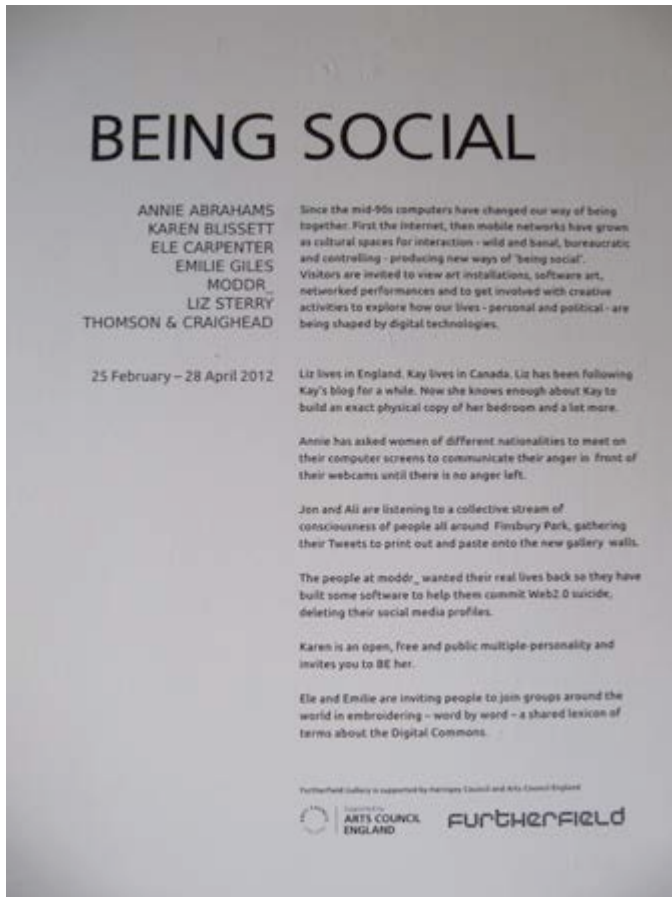 BEING SOCIAL
ANNIE ABRAHAMS
KAREN BLISSETT
ELE CARPENTER
EMILIE GILES
MODDR_
LIZ STERRY
THOMSON & CRAIGHEAD
25 February – 28 April 2012
Since the mid-90s computers have changed our way of being
together. First the Internet, then mobile networks have grown
as cultural spaces for interaction - wild and banal, bureaucratic
and controlling - producing new ways of 'being social'.
Visitors are invited to view art installations, software art,
networked performances and to get involved with creative
activities to explore how our lives - personal and political - are
being shaped by digital technologies.
Liz lives in England. Kay lives in Canada. Liz has been following
Kay's blog for a while. Now she knows enough about Kay to
build an exact physical copy of her bedroom and a lot more.
Annie has asked women of different nationalities to meet on
their computer screens to communicate their anger in front of
their webcams until there is no anger left.
Jon and Ali are listening to a collective stream of
consciousness of people all around Finsbury Park, gathering
their Tweets to print out and paste onto the new gallery walls.
The people at moddr_ wanted their real lives back so they have
built some software to help them commit Web2.0 suicide,
deleting their social media profiles.
Karen is an open, free and public multiple-personality and
invites you to BE her.
Ele and Emilie are inviting people to join groups around the
world in embroidering – word by word – a shared lexicon of
terms about the Digital Commons.
Furtherfield Gallery is supported by Haringey Council and Arts Council England
Supported by
ARTS COUNCIL
ENGLAND
FURTHERFIELD